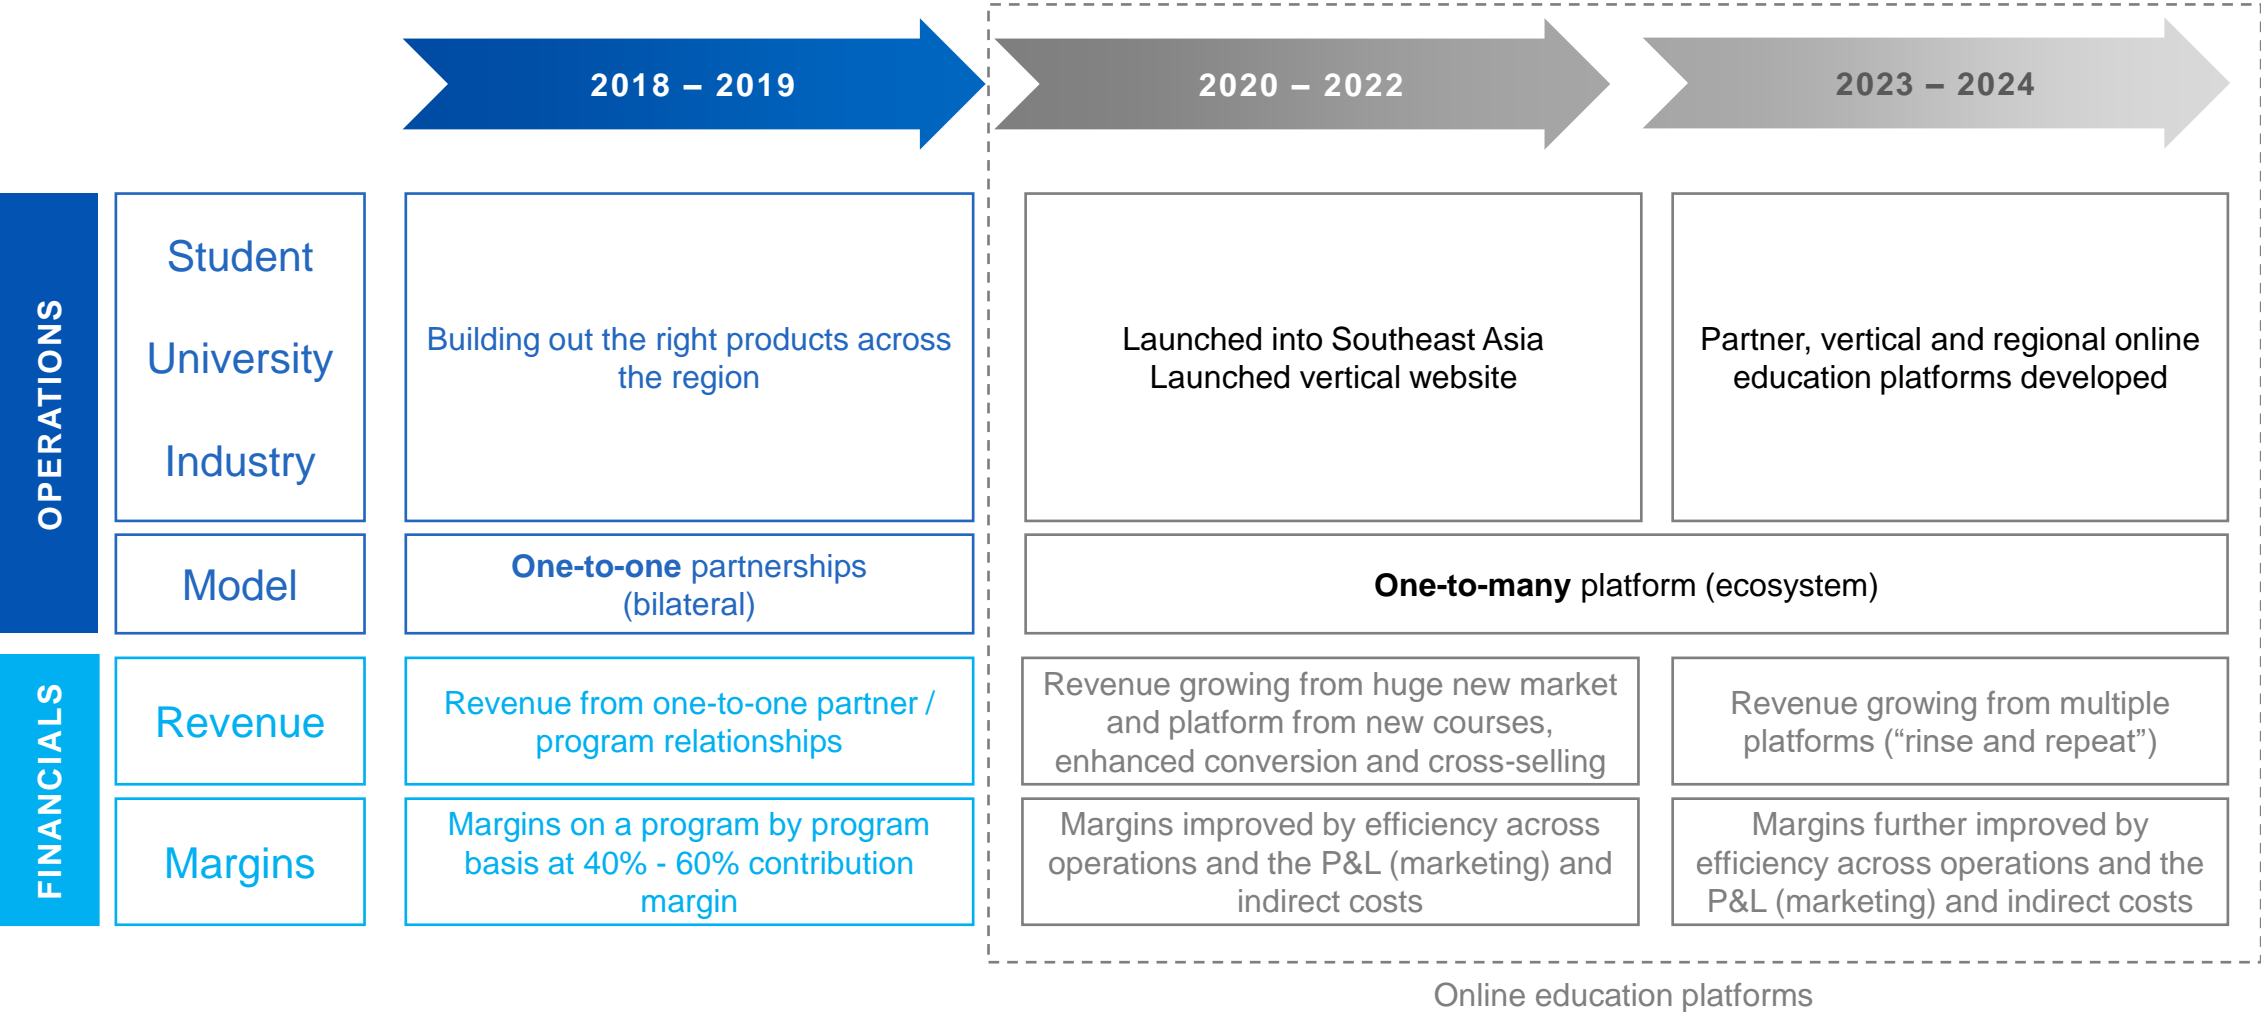 2018 – 2019
2020 – 2022
2023 – 2024
OPERATIONS
Student
University
Industry
Building out the right products across
the region
Launched into Southeast Asia
Launched vertical website
Partner, vertical and regional online
education platforms developed
Model
One-to-one partnerships
(bilateral)
One-to-many platform (ecosystem)
FINANCIALS
Revenue
Revenue from one-to-one partner /
program relationships
Revenue growing from huge new market
and platform from new courses,
enhanced conversion and cross-selling
Revenue growing from multiple
platforms (“rinse and repeat”)
Margins
Margins on a program by program
basis at 40% - 60% contribution
margin
Margins improved by efficiency across
operations and the P&L (marketing) and
indirect costs
Margins further improved by
efficiency across operations and the
P&L (marketing) and indirect costs
Online education platforms